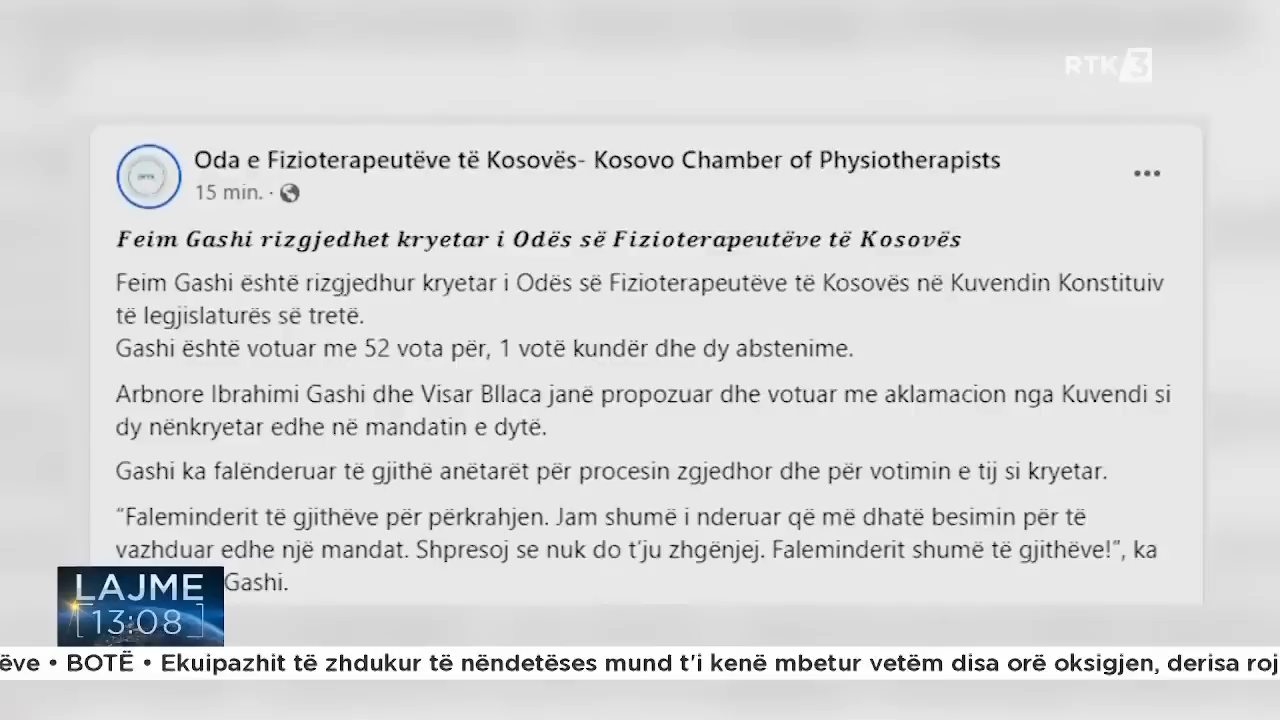 RTK 3
Oda e Fizioterapeutëve të Kosovës- Kosovo Chamber of Physiotherapists
15 min. ·
Feim Gashi rizgjedhet kryetar i Odës së Fizioterapeutëve të Kosovës
Feim Gashi është rizgjedhur kryetar i Odës së Fizioterapeutëve të Kosovës në Kuvendin Konstituiv
të legjislaturës së tretë.
Gashi është votuar me 52 vota për, 1 votë kundër dhe dy abstenime.
Arbnore Ibrahimi Gashi dhe Visar Bllaca janë propozuar dhe votuar me aklamacion nga Kuvendi si
dy nënkryetar edhe në mandatin e dytë.
Gashi ka falënderuar të gjithë anëtarët për procesin zgjedhor dhe për votimin e tij si kryetar.
“Faleminderit të gjithëve për përkrahjen. Jam shumë i nderuar që më dhatë besimin për të
vazhduar edhe një mandat. Shpresoj se nuk do t’ju zhgënjej. Faleminderit shumë të gjithëve!”, ka
Gashi.
LAJME
13:08
ëve • BOTË • Ekuipazhit të zhdukur të nëndetëses mund t'i kenë mbetur vetëm disa orë oksigjen, derisa roj